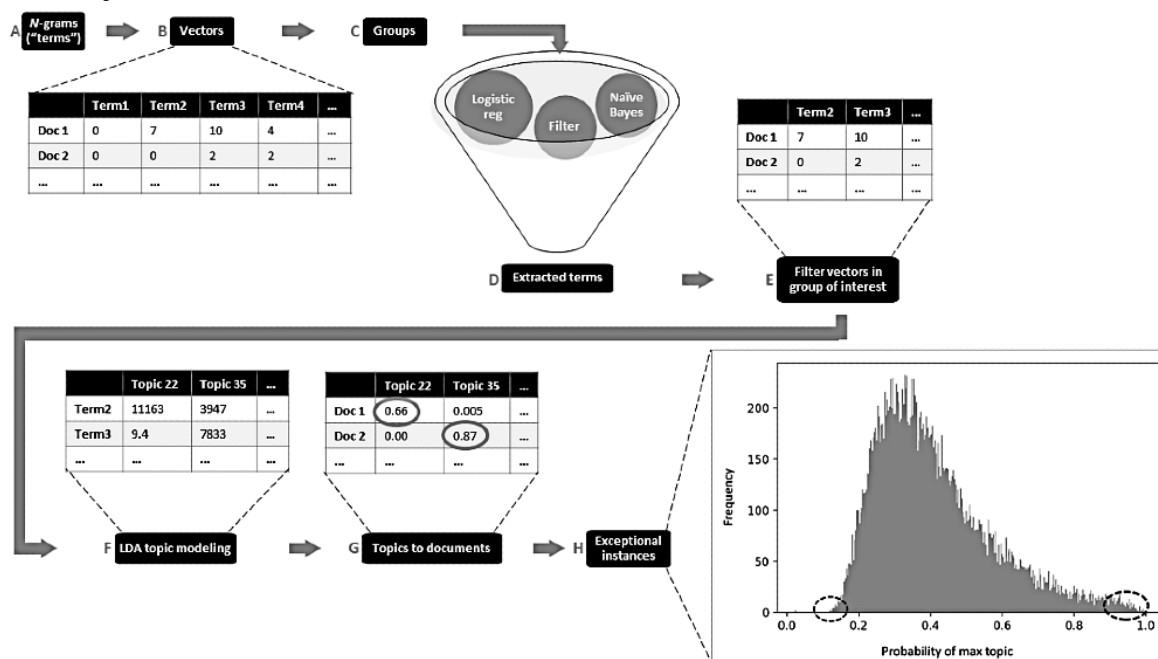 A N-grams ("terms")
B Vectors
C Groups
Term1 Term2 Term3 Term4 ...
Doc 1 0 7 10 4 ...
Doc 2 0 0 2 2 ...
... ... ... ... ... ...
Logistic reg
Filter
Naïve Bayes
Term2 Term3 ...
Doc 1 7 10 ...
Doc 2 0 2 ...
... ... ... ...
D Extracted terms
E Filter vectors in
group of interest
Topic 22 Topic 35 ...
Term2 11163 3947 ...
Term3 9.4 7833 ...
... ... ... ...
F LDA topic modeling
Topic 22 Topic 35 ...
Doc 1 0.66 0.005 ...
Doc 2 0.00 0.87 ...
... ... ... ...
G Topics to documents
H Exceptional
instances
Frequency
200
150
100
50
0
0.0 0.2 0.4 0.6 0.8 1.0
Probability of max topic